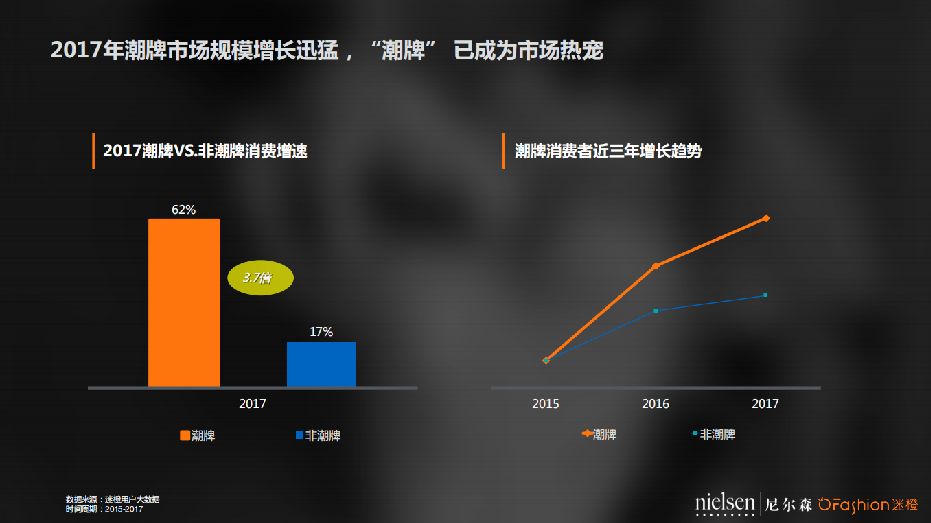 2017年潮牌市场规模增长迅猛，“潮牌” 已成为市场热宠
2017潮牌VS.非潮牌消费增速
62%
3.7倍
17%
2017
潮牌 非潮牌
潮牌消费者近三年增长趋势
2015 2016 2017
潮牌 非潮牌
数据来源：迷橙用户大数据
时间周期：2015-2017
nielsen 尼尔森 OFashion迷橙